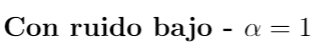 Con ruido bajo - α = 1